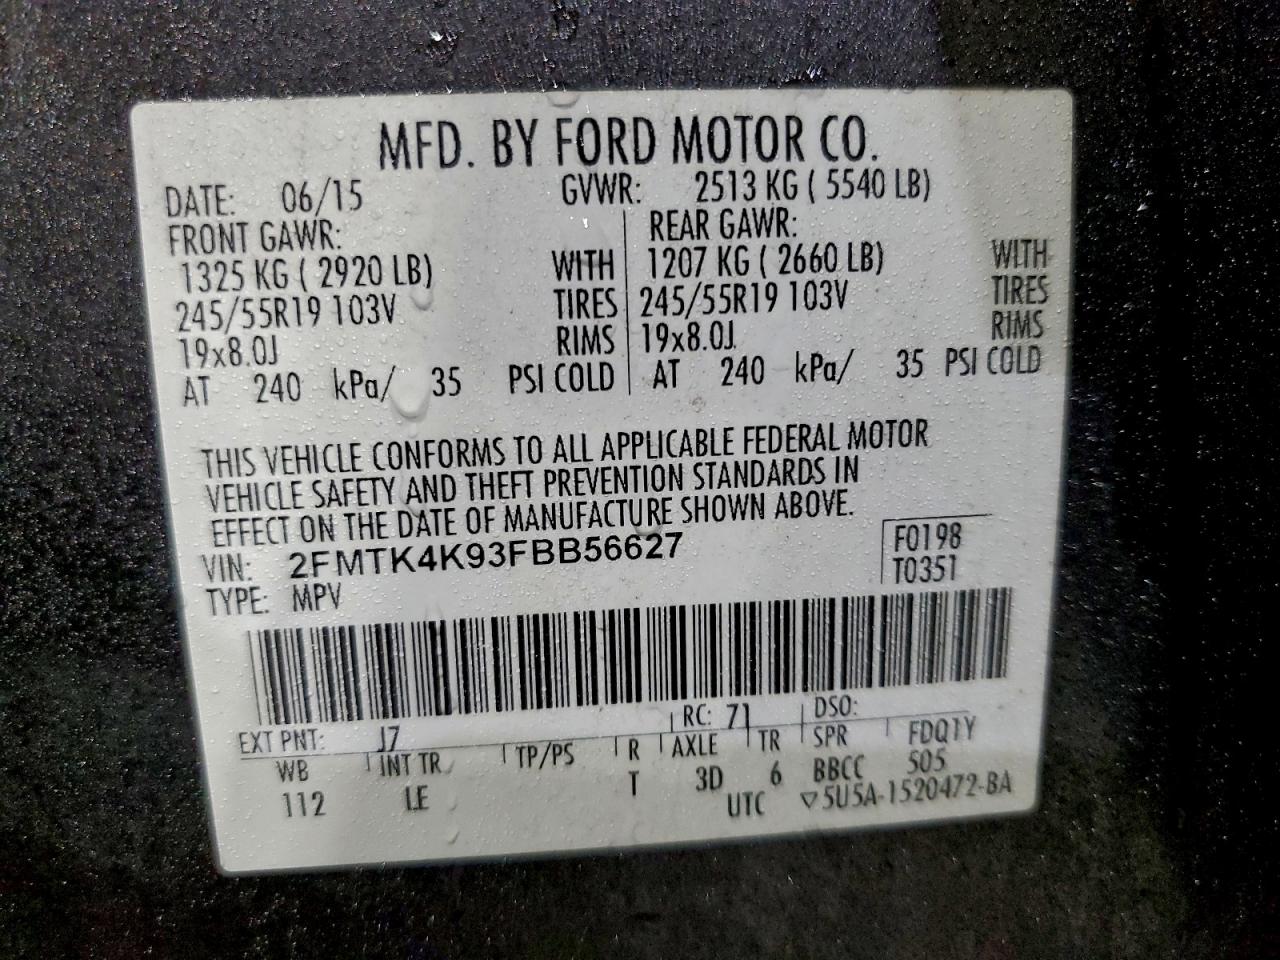 MFD. BY FORD MOTOR CO.
DATE: 06/15 GVWR: 2513 KG ( 5540 LB)
FRONT GAWR: REAR GAWR:
1325 KG ( 2920 LB) WITH 1207 KG ( 2660 LB) WITH
245/55R19 103V TIRES 245/55R19 103V TIRES
19x8.0J RIMS 19x8.0J RIMS
AT 240 kPa/ 35 PSI COLD AT 240 kPa/ 35 PSI COLD
THIS VEHICLE CONFORMS TO ALL APPLICABLE FEDERAL MOTOR
VEHICLE SAFETY AND THEFT PREVENTION STANDARDS IN
EFFECT ON THE DATE OF MANUFACTURE SHOWN ABOVE.
VIN: 2FMTK4K93FBB56627 F0198
TYPE: MPV T0351
EXT PNT: J7 RC: 71 DSO:
WB INT TR TP/PS R AXLE TR SPR FDQ1Y
112 LE T 3D 6 BBCC 505
UTC ▽5U5A-1520472-BA